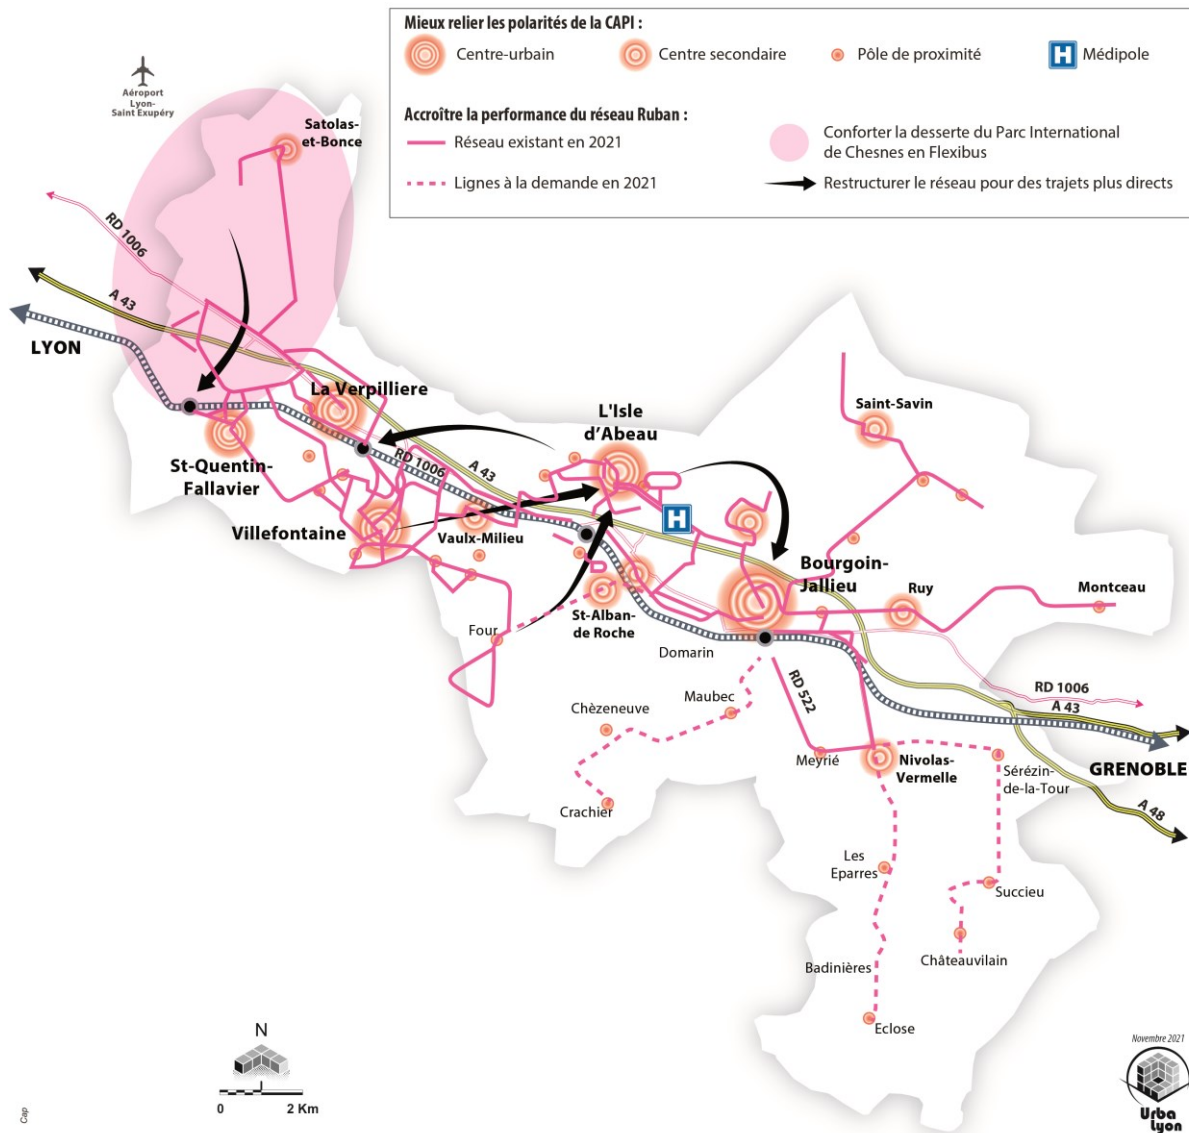 Mieux relier les polarités de la CAPI :
Centre-urbain
Centre secondaire
Pôle de proximité
H
Médipole
Accroître la performance du réseau Ruban :
Réseau existant en 2021
Conforter la desserte du Parc International
de Chesnes en Flexibus
Lignes à la demande en 2021
Restructurer le réseau pour des trajets plus directs
Aéroport
Lyon-
Saint Exupéry
Satolas-
et-Bonce
RD 1006
A 43
LYON
La Verpilliere
L'Isle
d'Abeau
Saint-Savin
St-Quentin-
Fallavier
RD 1006
A 43
Villefontaine
Vaulx-Milieu
H
Bourgoin-
Jallieu
Ruy
Montceau
St-Alban-
de Roche
Four
Domarin
RD 522
Maubec
Chèzeneuve
RD 1006
A 43
Meyrié
Nivolas-
Vermelle
GRENOBLE
Sérézin-
de-la-Tour
Crachier
A 48
Les
Eparres
Succieu
Badinières
Châteauvilain
Eclose
N
0
2 Km
Cap
Novembre 2021
Urba
Lyon